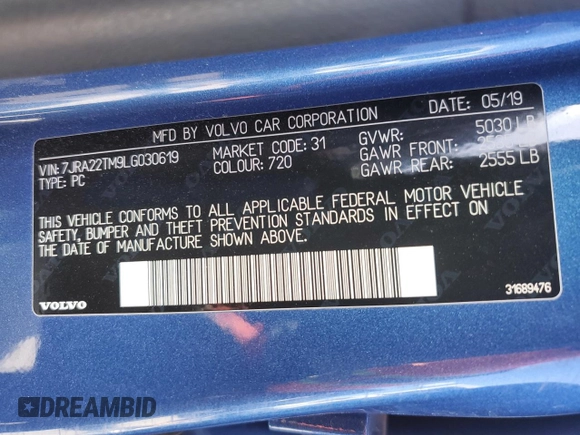 MFD BY VOLVO CAR CORPORATION DATE: 05/19
VIN: 7JRA22TM9LG030619 MARKET CODE: 31 GVWR: 5030 LB
TYPE: PC COLOUR: 720 GAWR FRONT: LB
GAWR REAR: 2555 LB
THIS VEHICLE CONFORMS TO ALL APPLICABLE FEDERAL MOTOR VEHICLE
SAFETY, BUMPER AND THEFT PREVENTION STANDARDS IN EFFECT ON
THE DATE OF MANUFACTURE SHOWN ABOVE.
VOLVO 31689476
DREAMBID